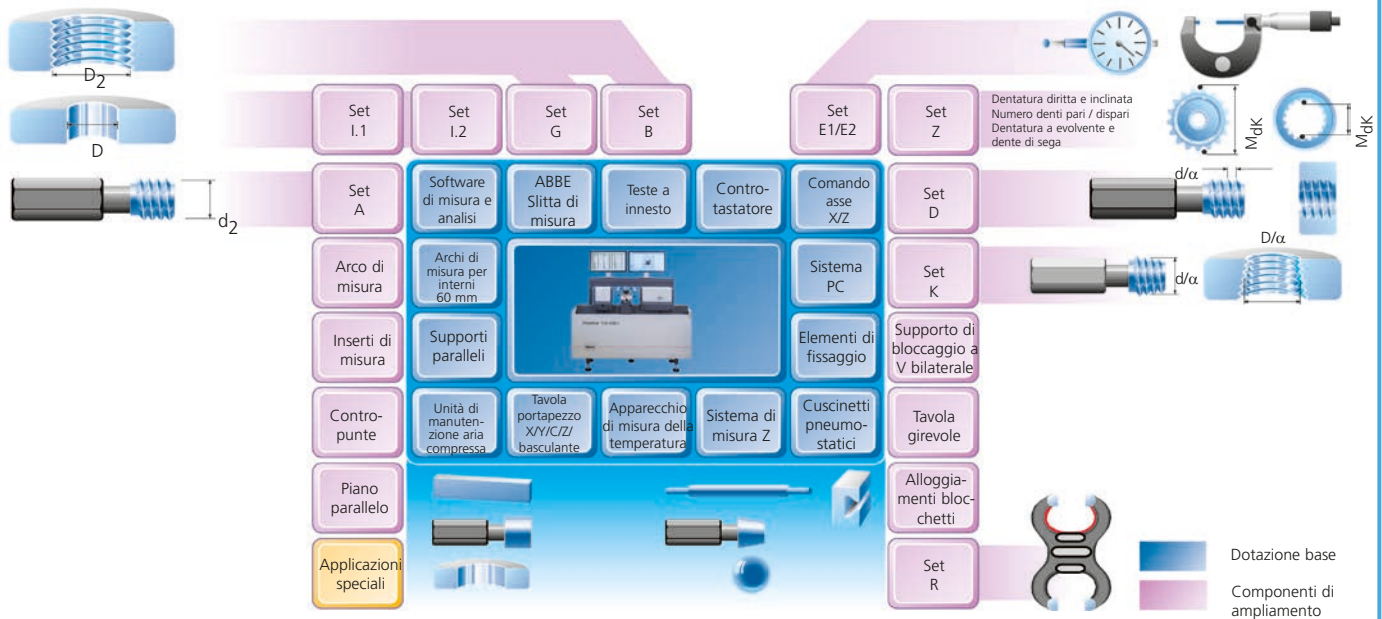 D2
D
d2
Set
I.1
Set
I.2
Set
G
Set
B
Set
E1/E2
Set
Z
Dentatura diritta e inclinata
Numero denti pari / dispari
Dentatura a evolvente e
dente di sega
MdK
MdK
Set
A
Software
di misura e
analisi
ABBE
Slitta di
misura
Teste a
innesto
Contro-
tastatore
Comando
asse
X/Z
Set
D
d/α
Arco di
misura
Archi di
misura per
interni
60 mm
Sistema
PC
Set
K
d/α
D/α
Inserti di
misura
Supporti
paralleli
Elementi di
fissaggio
Supporto di
bloccaggio a
V bilaterale
Contro-
punte
Unità di
manuten-
zione aria
compressa
Tavola
portapezzo
X/Y/C/Z/
basculante
Apparecchio
di misura della
temperatura
Sistema di
misura Z
Cuscinetti
pneumo-
statici
Tavola
girevole
Piano
parallelo
Alloggia-
menti bloc-
chetti
Applicazioni
speciali
Set
R
Dotazione base
Componenti di
ampliamento